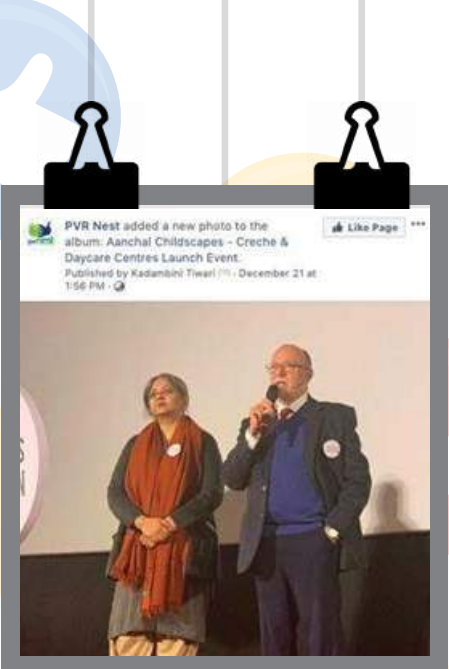 PVR Nest added a new photo to the
album: Aanchal Childscapes - Creche &
Daycare Centres Launch Event.
Published by Kadambini Tiwari [?] · December 21 at
1:56 PM ·
Like Page